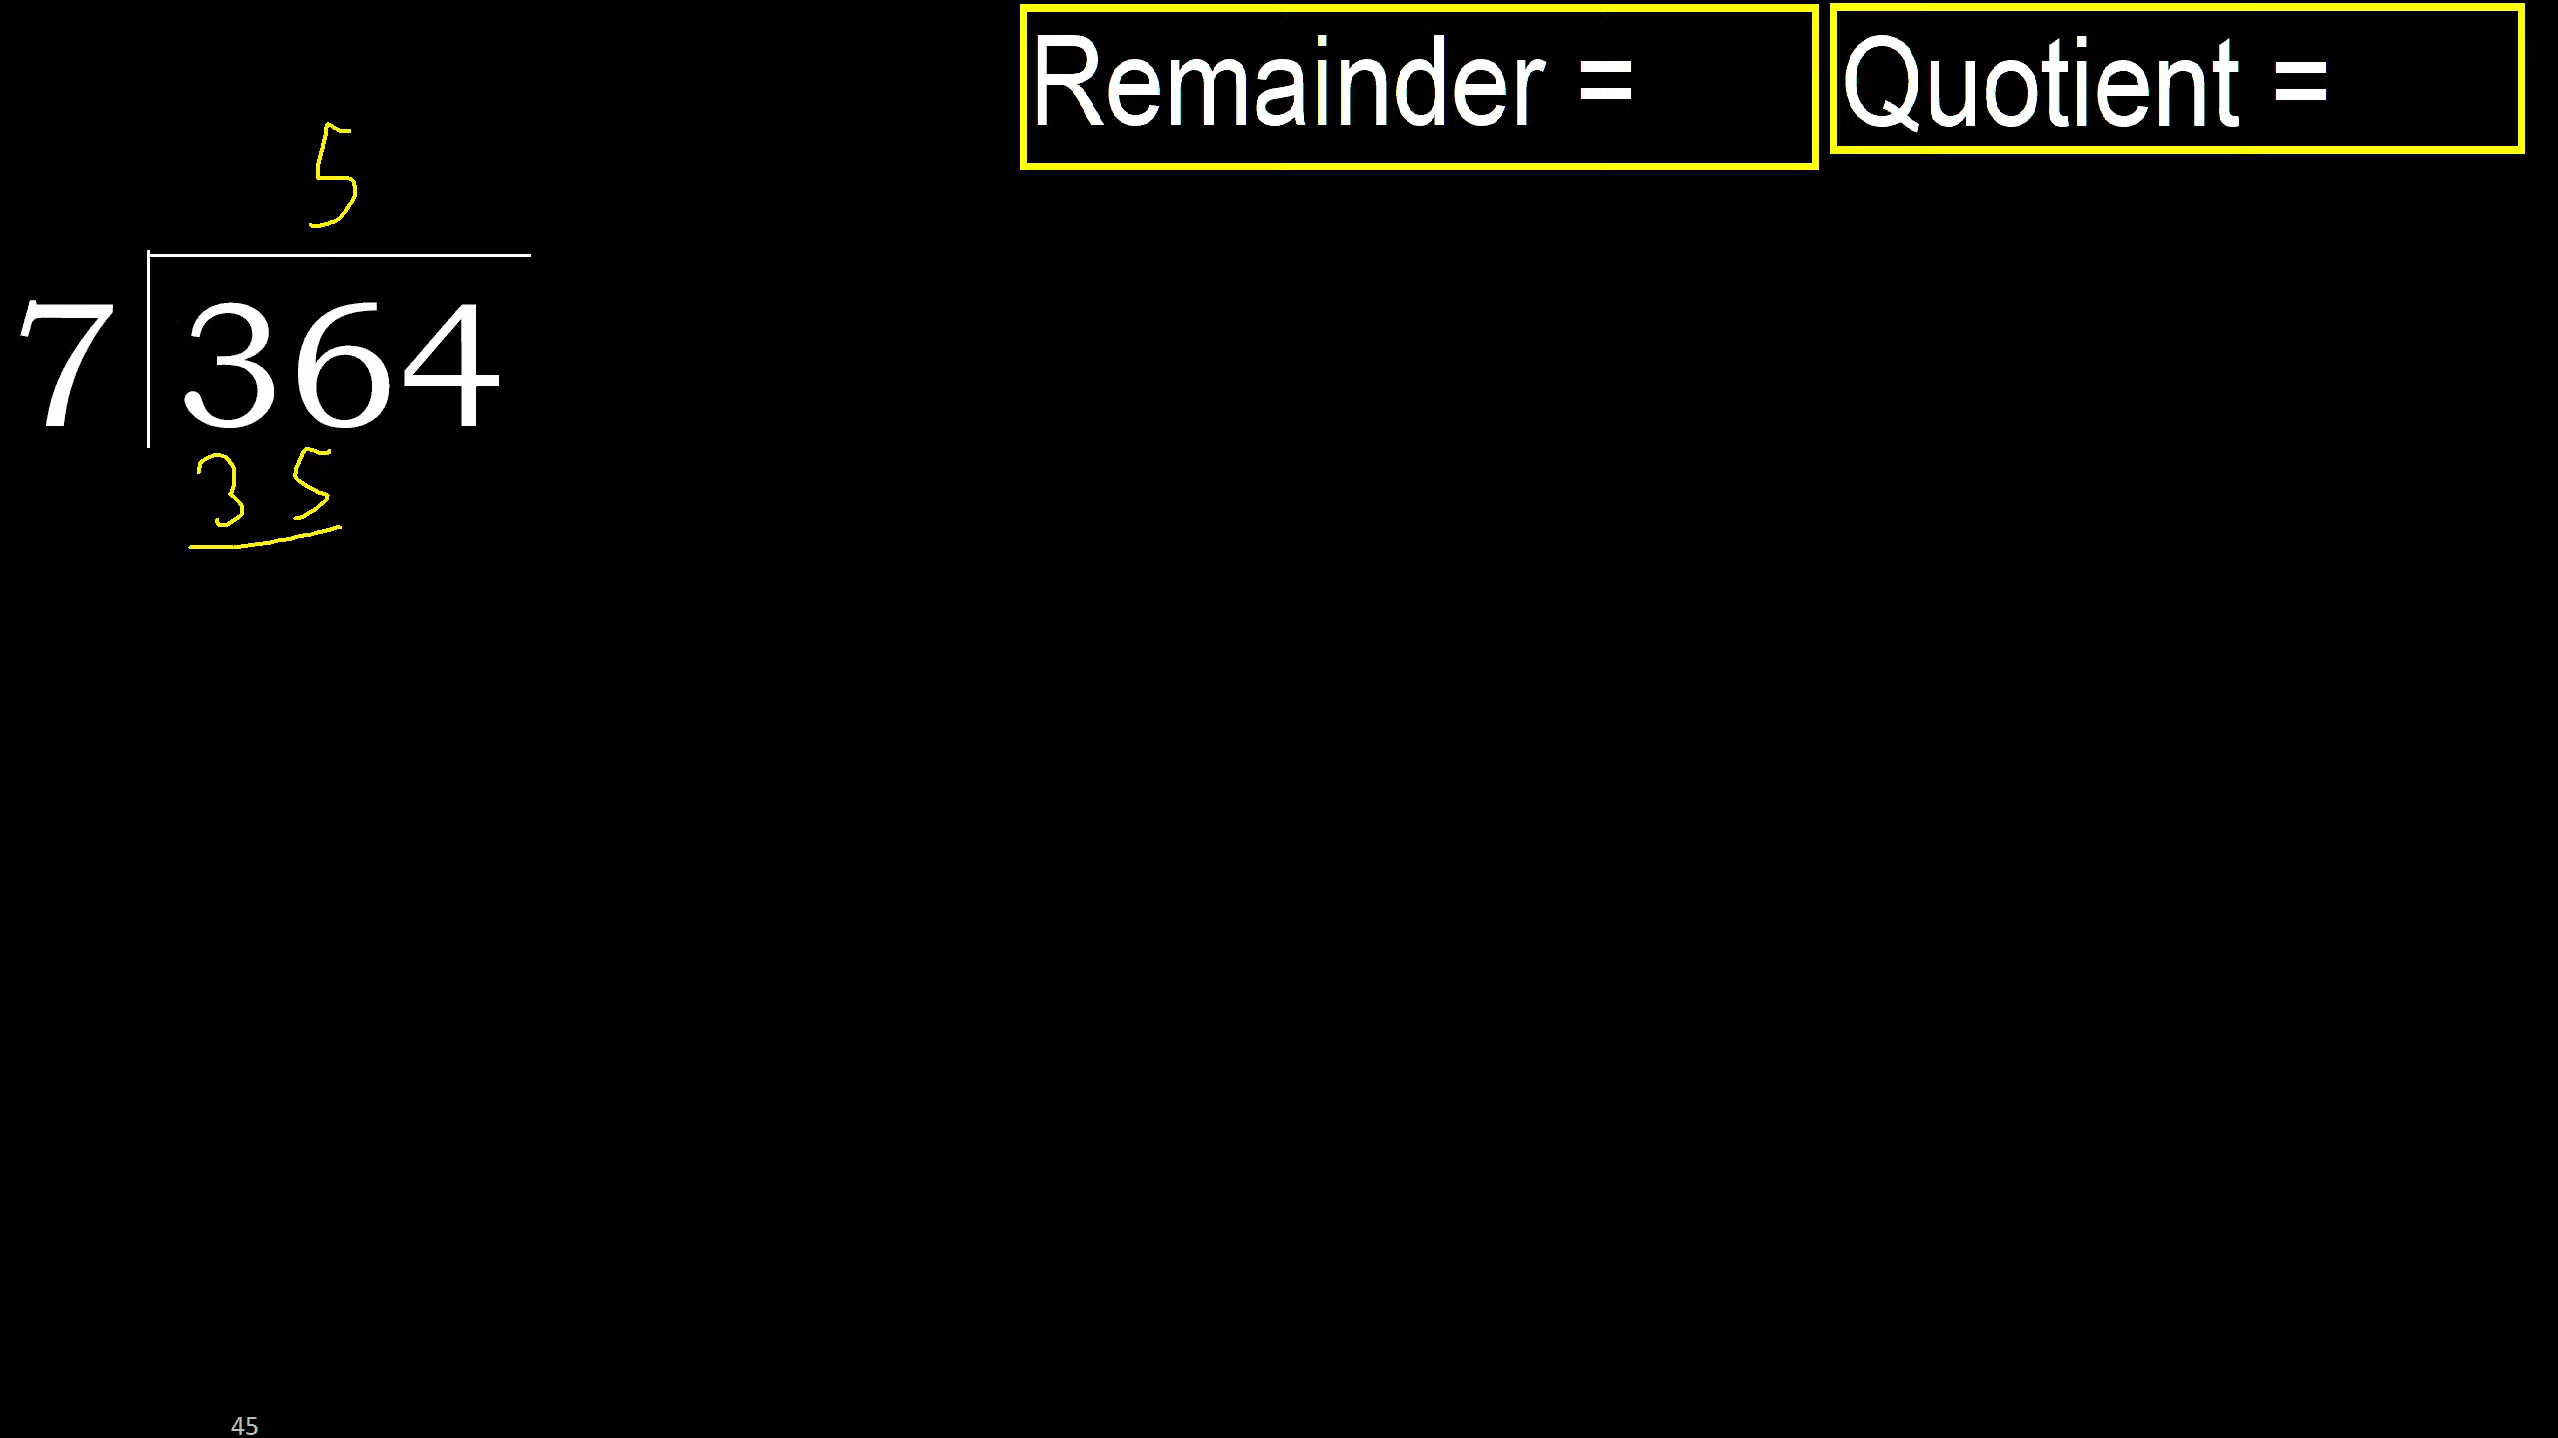 Remainder =
Quotient =
5
7 364
35
45